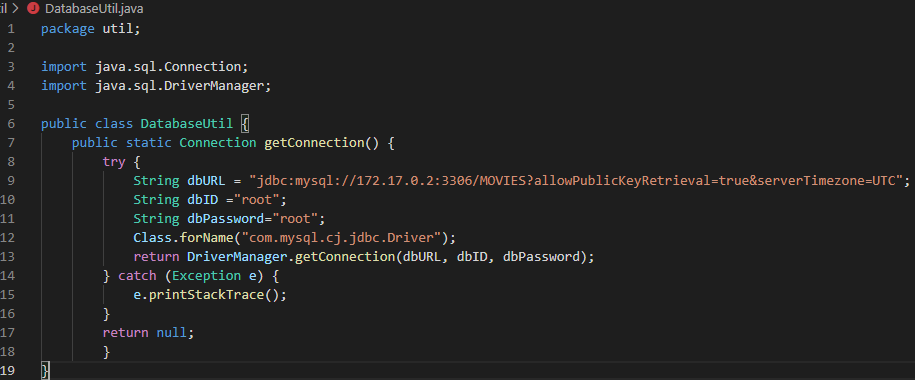 til > DatabaseUtil.java
1 package util;
2
3 import java.sql.Connection;
4 import java.sql.DriverManager;
5
6 public class DatabaseUtil {
7     public static Connection getConnection() {
8         try {
9             String dbURL = "jdbc:mysql://172.17.0.2:3306/MOVIES?allowPublicKeyRetrieval=true&serverTimezone=UTC";
10             String dbID ="root";
11             String dbPassword="root";
12             Class.forName("com.mysql.cj.jdbc.Driver");
13             return DriverManager.getConnection(dbURL, dbID, dbPassword);
14         } catch (Exception e) {
15             e.printStackTrace();
16         }
17         return null;
18         }
19 }